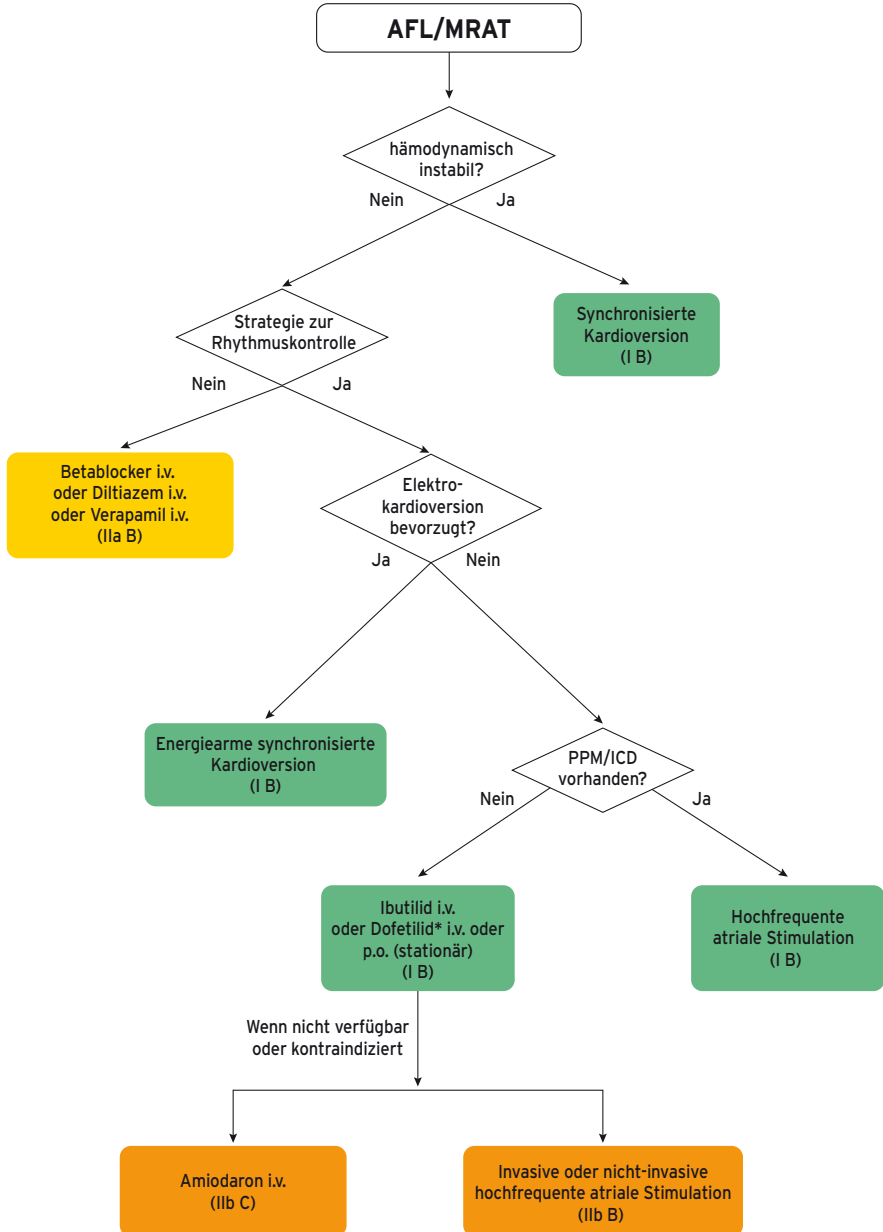 AFL/MRAT
hämodynamisch
instabil?
Nein
Ja
Synchronisierte
Kardioversion
(I B)
Strategie zur
Rhythmuskontrolle
Nein
Ja
Betablocker i.v.
oder Diltiazem i.v.
oder Verapamil i.v.
(IIa B)
Elektro-
kardioversion
bevorzugt?
Ja
Nein
Energiearme synchronisierte
Kardioversion
(I B)
PPM/ICD
vorhanden?
Nein
Ja
Ibutilid i.v.
oder Dofetilid* i.v. oder
p.o. (stationär)
(I B)
Hochfrequente
atriale Stimulation
(I B)
Wenn nicht verfügbar
oder kontraindiziert
Amiodaron i.v.
(IIb C)
Invasive oder nicht-invasive
hochfrequente atriale Stimulation
(IIb B)